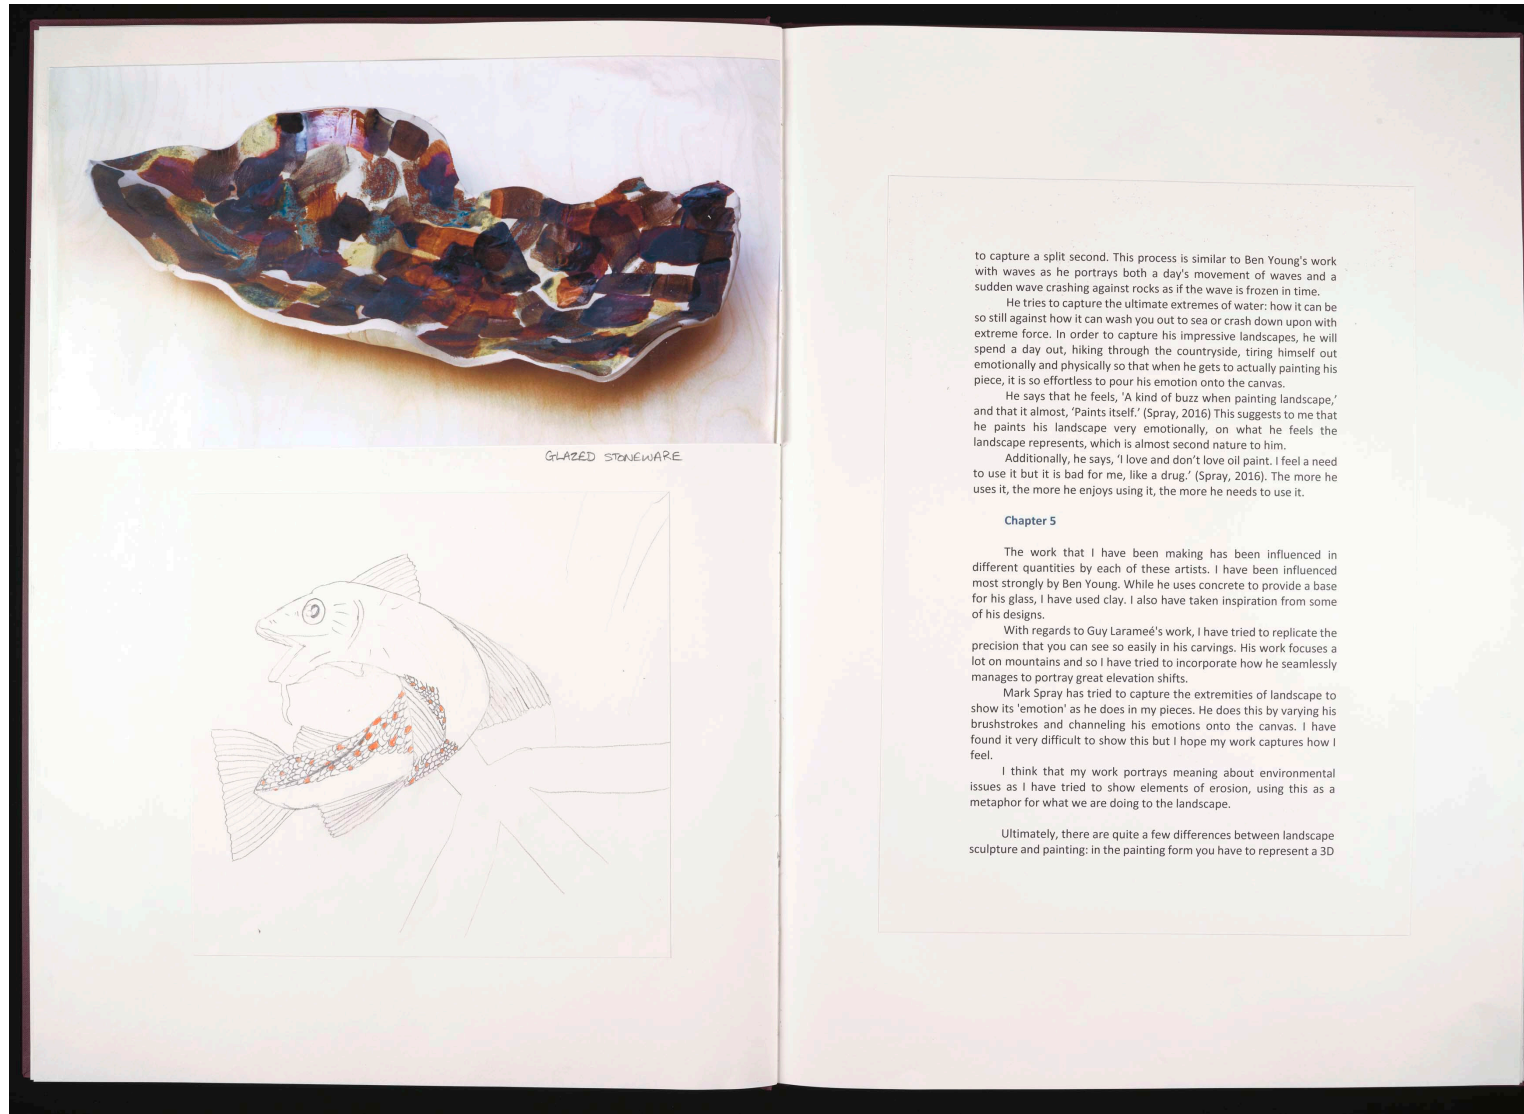 GLAZED STONEWARE
to capture a split second. This process is similar to Ben Young's work
with waves as he portrays both a day's movement of waves and a
sudden wave crashing against rocks as if the wave is frozen in time.
He tries to capture the ultimate extremes of water: how it can be
so still against how it can wash you out to sea or crash down upon with
extreme force. In order to capture his impressive landscapes, he will
spend a day out, hiking through the countryside, tiring himself out
emotionally and physically so that when he gets to actually painting his
piece, it is so effortless to pour his emotion onto the canvas.
He says that he feels, 'A kind of buzz when painting landscape,'
and that it almost, 'Paints itself.' (Spray, 2016) This suggests to me that
he paints his landscape very emotionally, on what he feels the
landscape represents, which is almost second nature to him.
Additionally, he says, 'I love and don't love oil paint. I feel a need
to use it but it is bad for me, like a drug.' (Spray, 2016). The more he
uses it, the more he enjoys using it, the more he needs to use it.
Chapter 5
The work that I have been making has been influenced in
different quantities by each of these artists. I have been influenced
most strongly by Ben Young. While he uses concrete to provide a base
for his glass, I have used clay. I also have taken inspiration from some
of his designs.
With regards to Guy Larameé's work, I have tried to replicate the
precision that you can see so easily in his carvings. His work focuses a
lot on mountains and so I have tried to incorporate how he seamlessly
manages to portray great elevation shifts.
Mark Spray has tried to capture the extremities of landscape to
show its 'emotion' as he does in my pieces. He does this by varying his
brushstrokes and channeling his emotions onto the canvas. I have
found it very difficult to show this but I hope my work captures how I
feel.
I think that my work portrays meaning about environmental
issues as I have tried to show elements of erosion, using this as a
metaphor for what we are doing to the landscape.
Ultimately, there are quite a few differences between landscape
sculpture and painting: in the painting form you have to represent a 3D